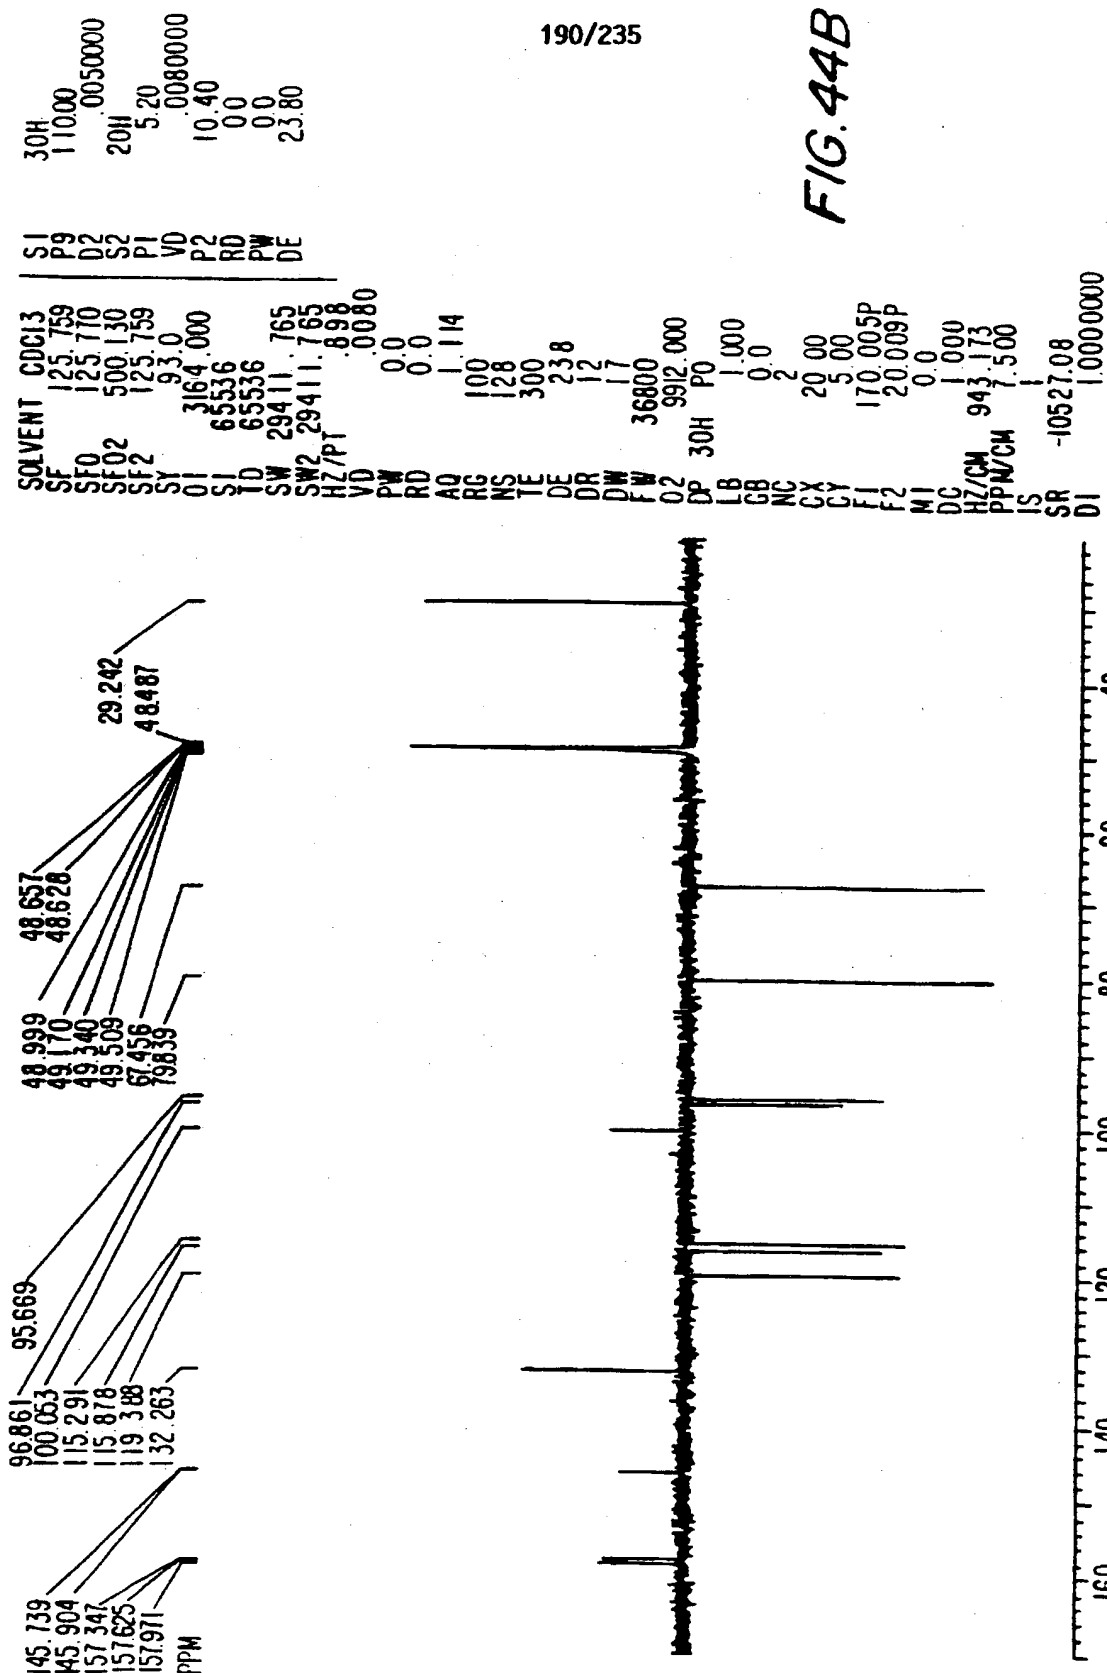 190/235
FIG.44B
SOLVENT CDCl3
SF 125.759
SFO 125.770
SFO2 500.130
SF2 125.759
SY 93.0
O1 3164.000
SI 65536
TD 65536
SW 29411.765
SW2 29411.765
HZ/PT .898
VD .0080
PW 0.0
RD 0.0
AQ 1.114
RG 100
NS 128
TE 300
DE 23.8
DR 12
DW 17
FW 36800
O2 9912.000
DP 30H PO
LB 1.000
GB 0.0
NC 2
CX 20.00
CY 5.00
F1 170.005P
F2 20.009P
M1 0.0
DC 1.000
HZ/CM 943.173
PPM/CM 7.500
IS 1
SR -10527.08
D1 1.0000000
S1 30H
P9 110.00
D2 .0050000
S2 20H
P1 5.20
VD .0080000
P2 10.40
RD 0.0
PW 0.0
DE 23.80
145.739
145.904
157.347
157.625
157.971
PPM
96.861
95.669
100.053
115.291
115.878
119.388
132.263
48.657
48.628
48.999
49.170
49.340
49.509
67.456
79.839
29.242
48.487
160
140
120
100
80
60
40